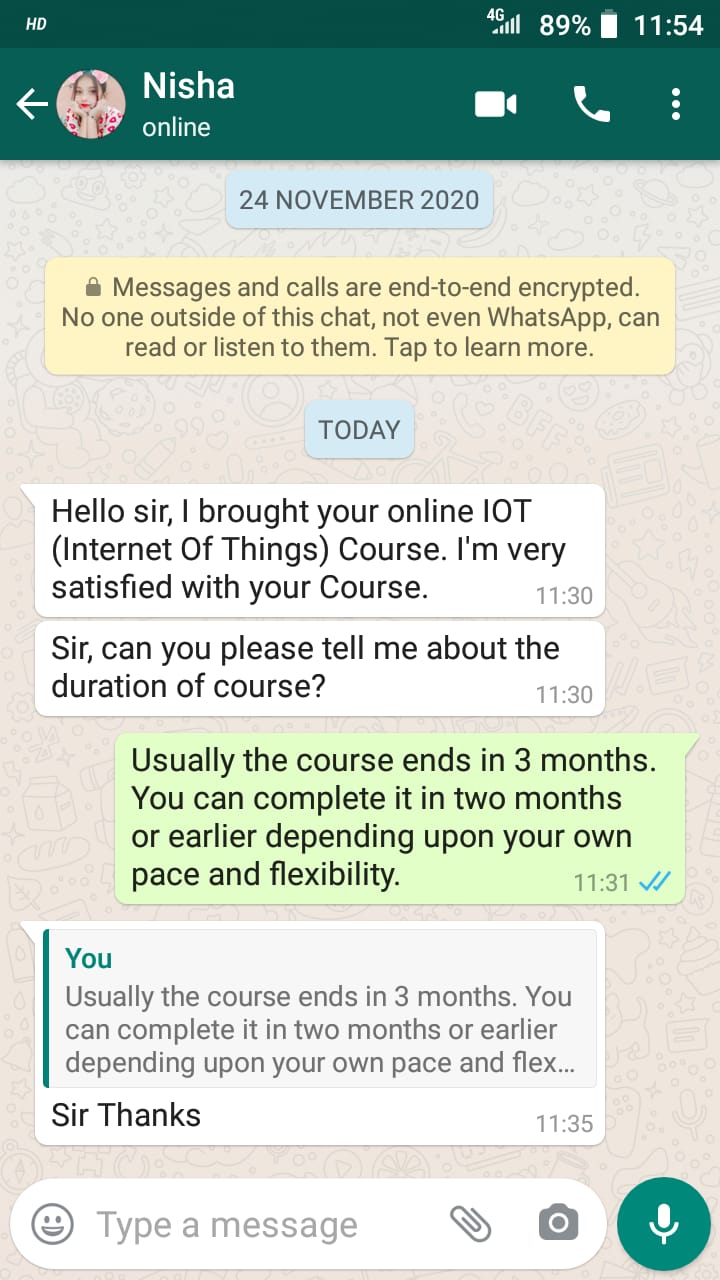 HD 4G 89% 11:54
Nisha
online
24 NOVEMBER 2020
Messages and calls are end-to-end encrypted.
No one outside of this chat, not even WhatsApp, can
read or listen to them. Tap to learn more.
TODAY
Hello sir, I brought your online IOT
(Internet Of Things) Course. I'm very
satisfied with your Course.
11:30
Sir, can you please tell me about the
duration of course?
11:30
Usually the course ends in 3 months.
You can complete it in two months
or earlier depending upon your own
pace and flexibility.
11:31
You
Usually the course ends in 3 months. You
can complete it in two months or earlier
depending upon your own pace and flex...
Sir Thanks
11:35
Type a message